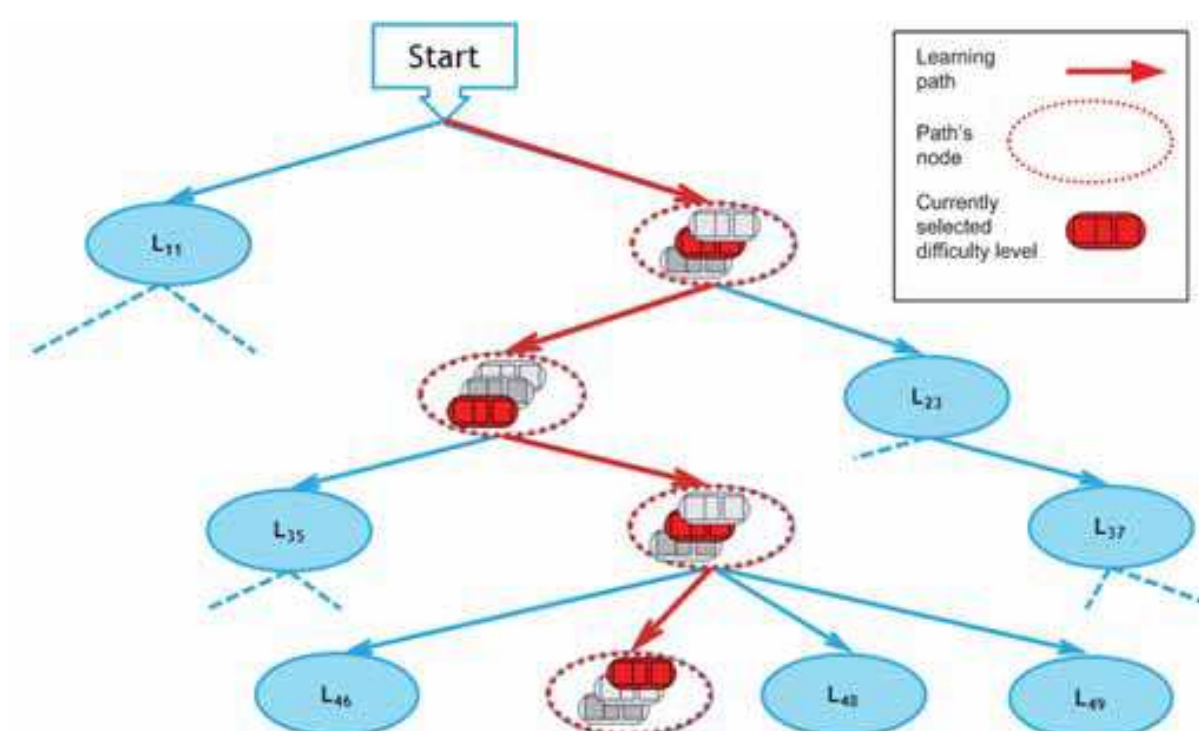 Start
Learning
path
Path's
node
Currently
selected
difficulty level
L11
L23
L35
L37
L46
L48
L49